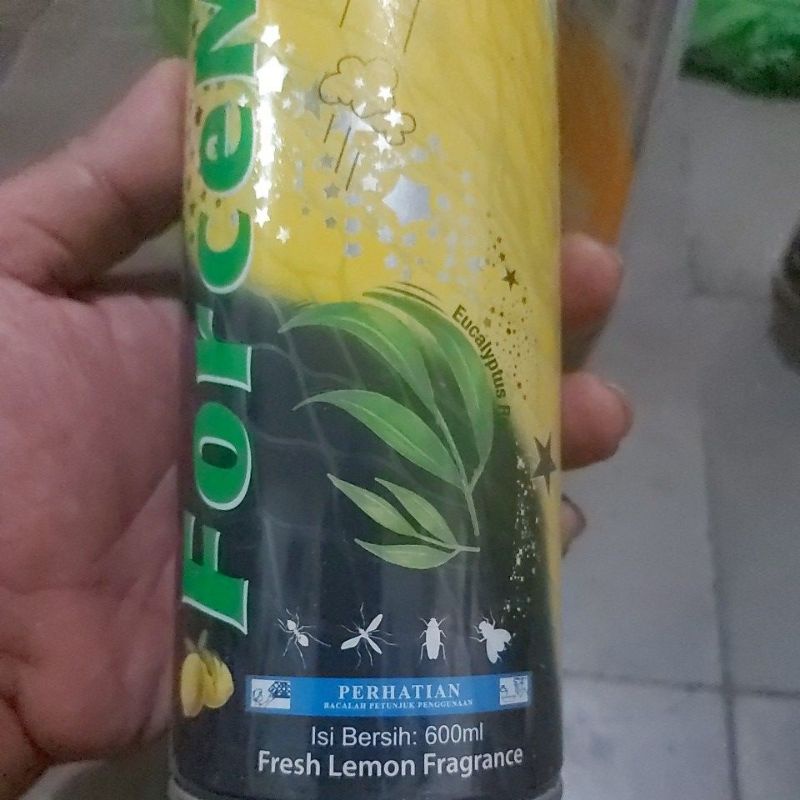 ForceN
Eucalyptus
PERHATIAN
BACALAH PETUNJUK PENGGUNAAN
Isi Bersih: 600ml
Fresh Lemon Fragrance